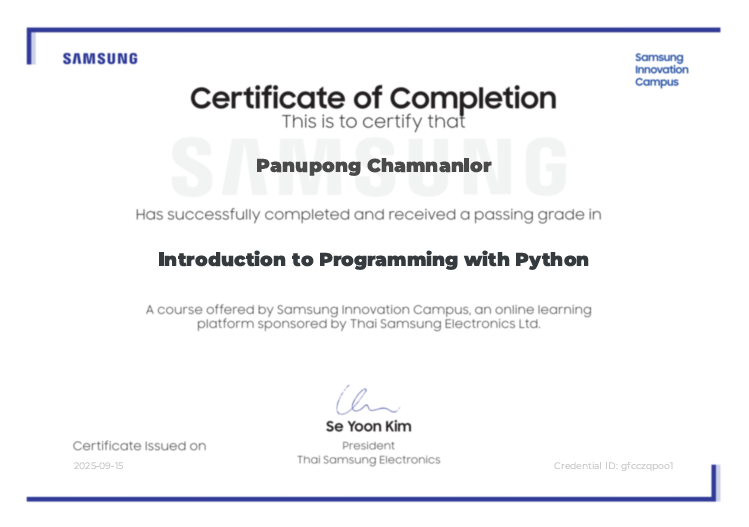 SAMSUNG
Samsung
Innovation
Campus
Certificate of Completion
This is to certify that
SAMSUNG
Panupong Chamnanlor
Has successfully completed and received a passing grade in
Introduction to Programming with Python
A course offered by Samsung Innovation Campus, an online learning
platform sponsored by Thai Samsung Electronics Ltd.
Se Yoon Kim
President
Thai Samsung Electronics
Certificate Issued on
2025-09-15
Credential ID: gfcczqpoo1